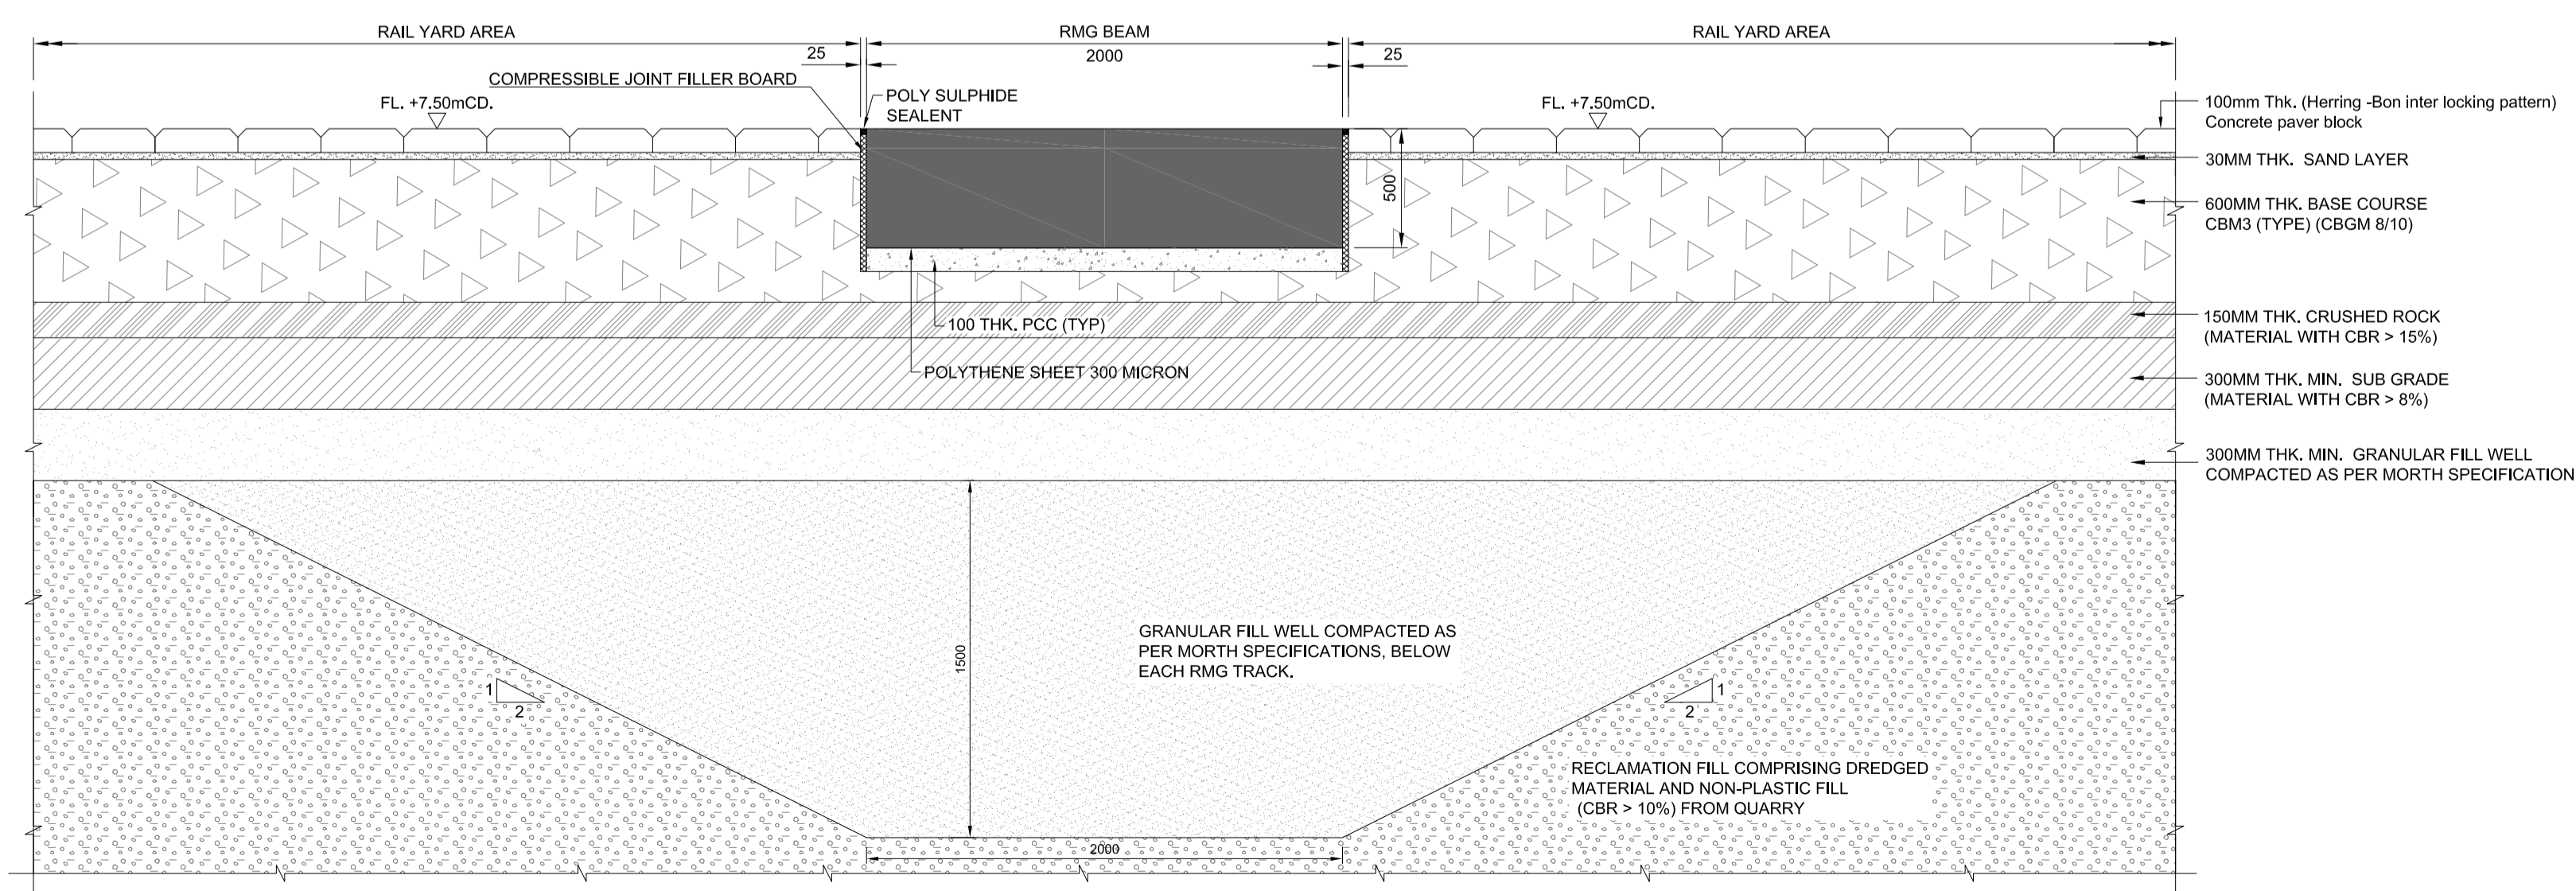 RAIL YARD AREA
RMG BEAM
RAIL YARD AREA
25
2000
25
COMPRESSIBLE JOINT FILLER BOARD
POLY SULPHIDE
SEALENT
FL. +7.50mCD.
FL. +7.50mCD.
100mm Thk. (Herring -Bon inter locking pattern)
Concrete paver block
30MM THK. SAND LAYER
500
600MM THK. BASE COURSE
CBM3 (TYPE) (CBGM 8/10)
100 THK. PCC (TYP)
150MM THK. CRUSHED ROCK
(MATERIAL WITH CBR > 15%)
POLYTHENE SHEET 300 MICRON
300MM THK. MIN. SUB GRADE
(MATERIAL WITH CBR > 8%)
300MM THK. MIN. GRANULAR FILL WELL
COMPACTED AS PER MORTH SPECIFICATION
1500
GRANULAR FILL WELL COMPACTED AS
PER MORTH SPECIFICATIONS, BELOW
EACH RMG TRACK.
1
2
1
2
RECLAMATION FILL COMPRISING DREDGED
MATERIAL AND NON-PLASTIC FILL
(CBR > 10%) FROM QUARRY
2000